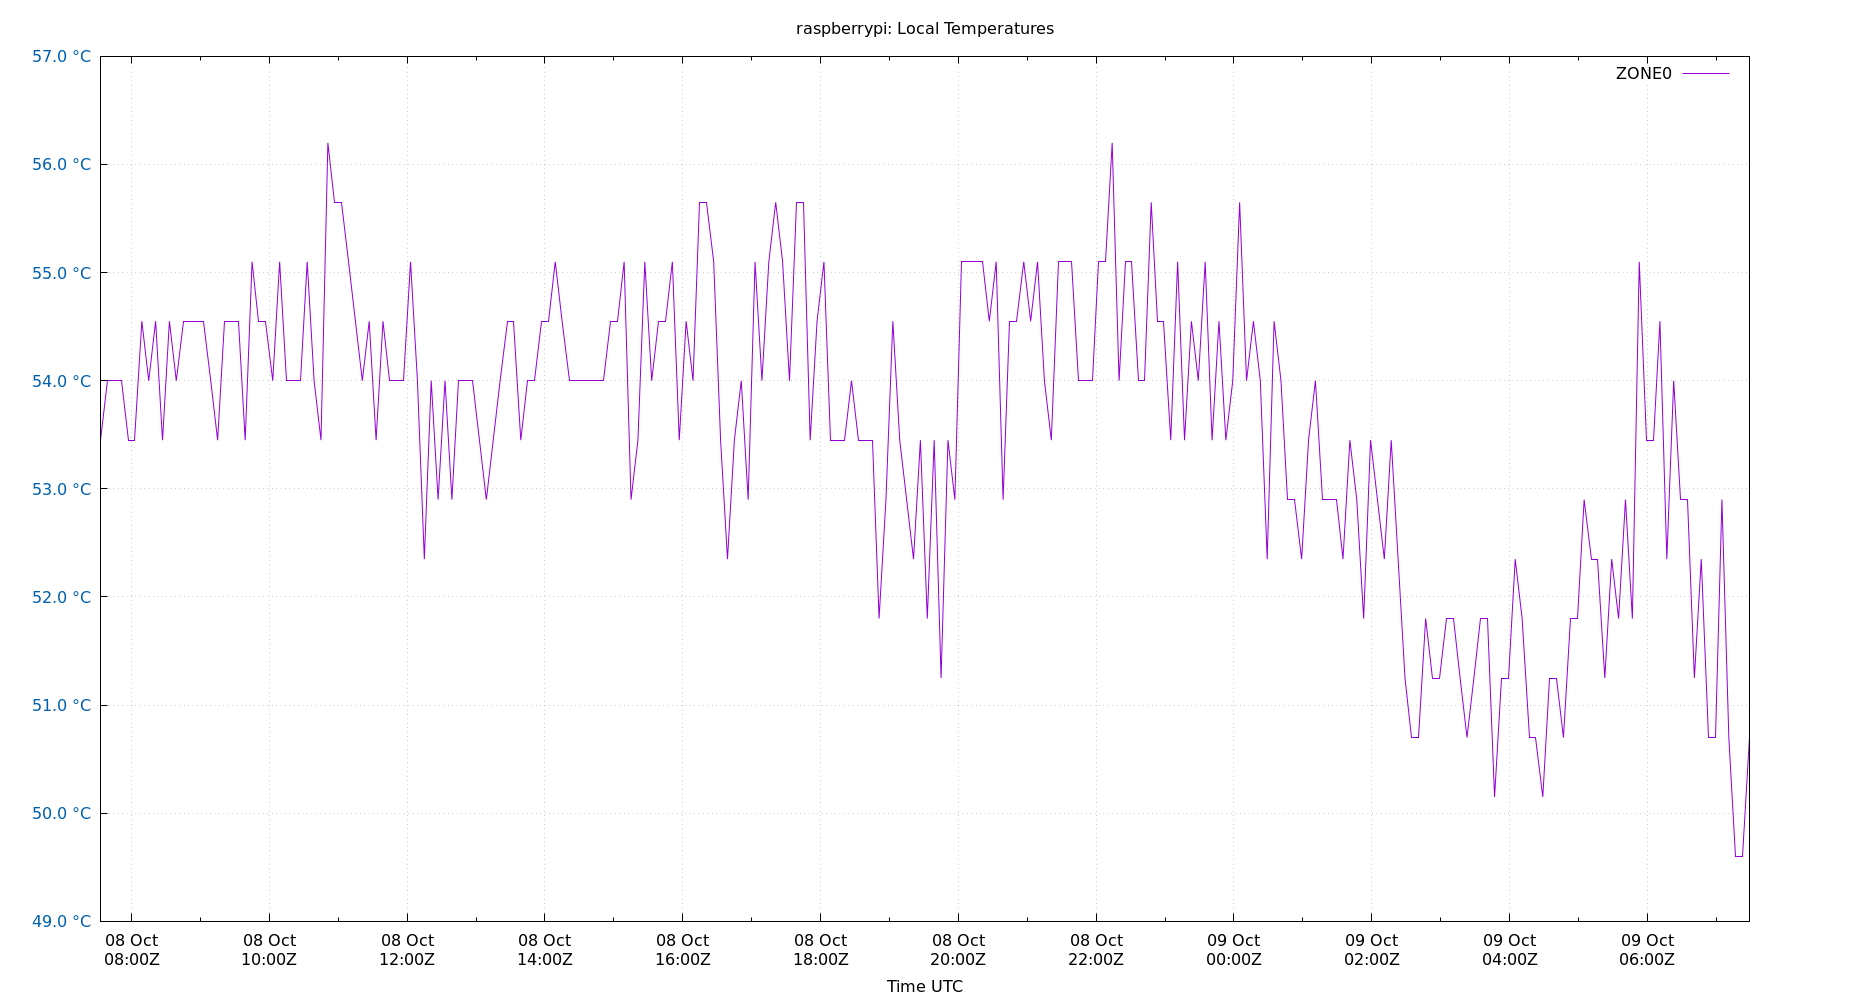 raspberrypi: Local Temperatures
57.0 °C
ZONE0
56.0 °C
55.0 °C
54.0 °C
53.0 °C
52.0 °C
51.0 °C
50.0 °C
49.0 °C
08 Oct 08 Oct 08 Oct 08 Oct 08 Oct 08 Oct 08 Oct 08 Oct 09 Oct 09 Oct 09 Oct 09 Oct
08:00Z 10:00Z 12:00Z 14:00Z 16:00Z 18:00Z 20:00Z 22:00Z 00:00Z 02:00Z 04:00Z 06:00Z
Time UTC